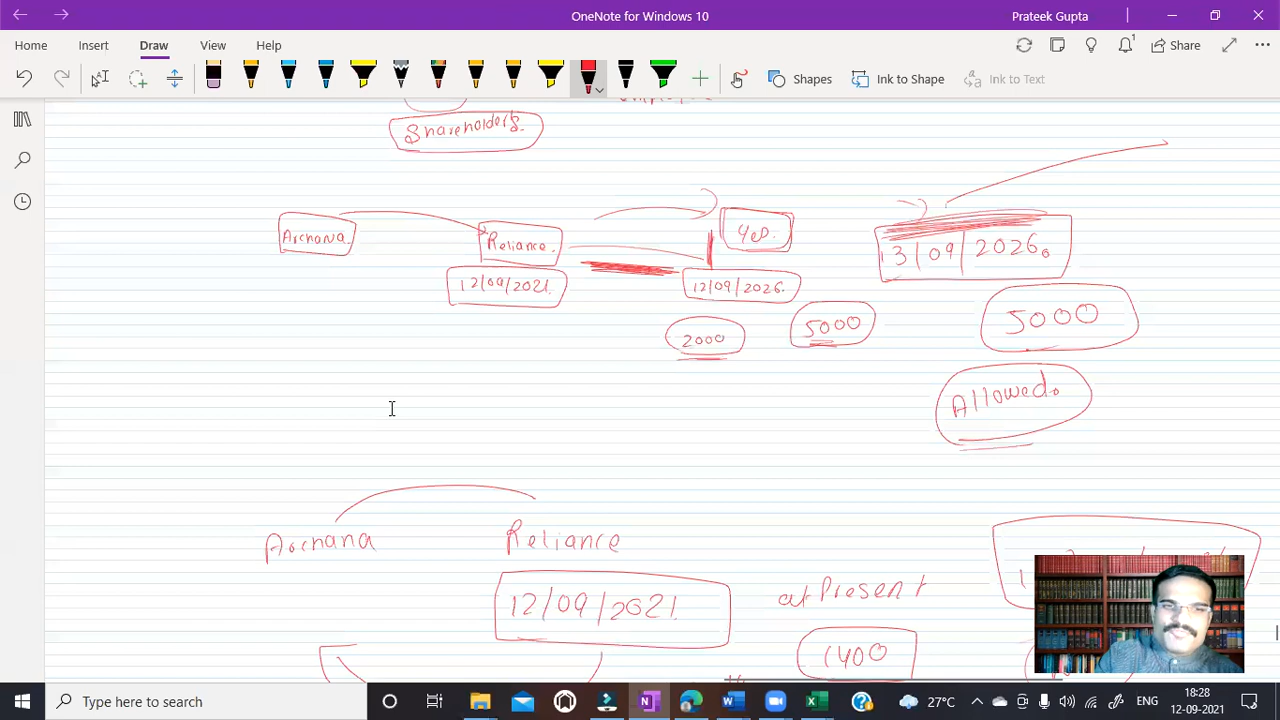 OneNote for Windows 10
Prateek Gupta
Home
Insert
Draw
View
Help
Share
Shapes
Ink to Shape
Ink to Text
Shareholders.
Archana
Reliance.
Yes.
13/09/2026.
12/09/2021.
12/09/2026.
2000
5000
5000
Allowed.
Archana
Reliance
12/09/2021.
at Present
1400
Type here to search
27°C
ENG
18:28
12-09-2021